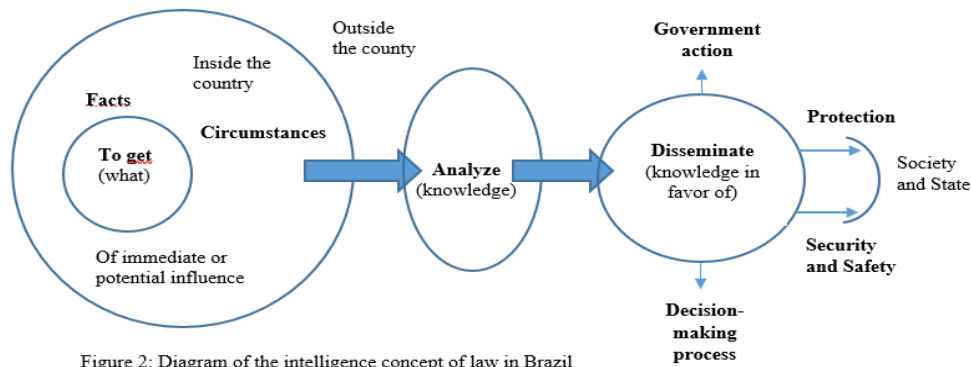 Outside
the county
Inside the
country
Facts
Circumstances
To get
(what)
Of immediate or
potential influence
Analyze
(knowledge)
Government
action
Disseminate
(knowledge in
favor of)
Protection
Society
and State
Security
and Safety
Decision-
making
process
Figure 2: Diagram of the intelligence concept of law in Brazil